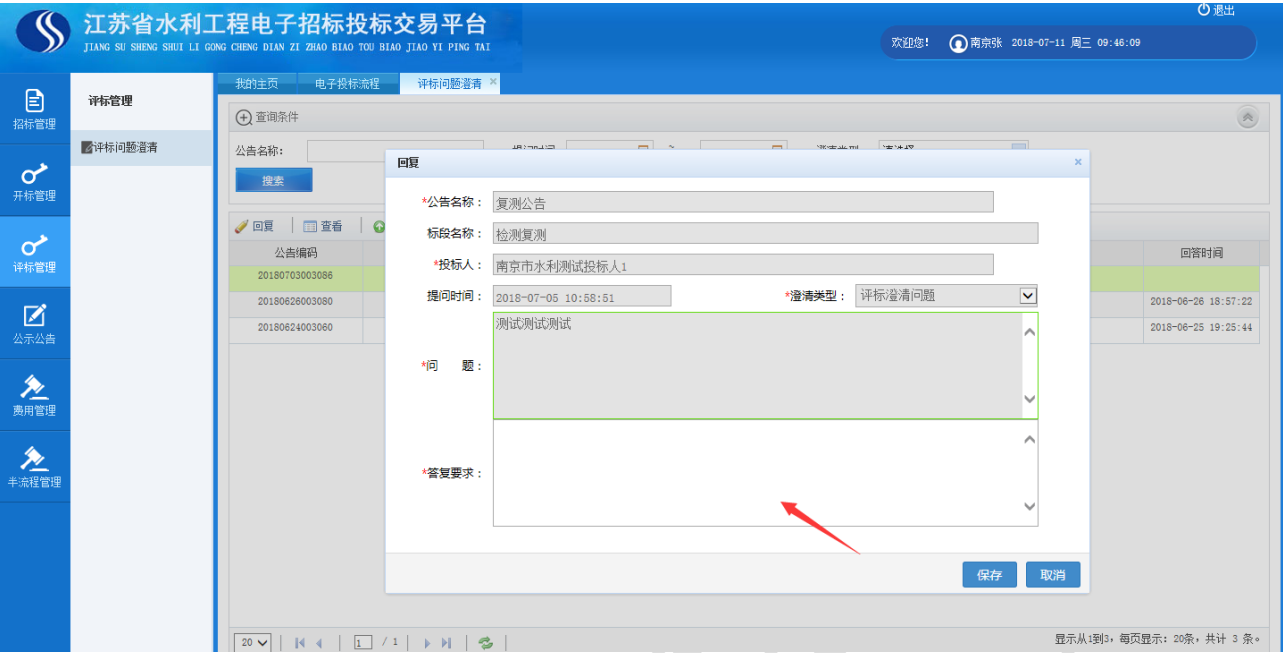 退出
江苏省水利工程电子招标投标交易平台
JIANG SU SHENG SHUI LI GONG CHENG DIAN ZI ZHAO BIAO TOU BIAO JIAO YI PING TAI
欢迎您! 南京张 2018-07-11 周三 09:46:09
我的主页 电子投标流程 评标问题澄清 ×
招标管理
开标管理
评标管理
公示公告
费用管理
半流程管理
评标管理
评标问题澄清
查询条件
公告名称:
搜索
回复 查看
公告编码 回答时间
20180703003086
20180626003080 2018-06-26 18:57:22
20180624003060 2018-06-25 19:25:44
回复 ×
*公告名称: 复测公告
标段名称: 检测复测
*投标人: 南京市水利测试投标人1
提问时间: 2018-07-05 10:58:51 *澄清类型: 评标澄清问题
*问 题: 测试测试测试
*答复要求:
保存 取消
20 1 / 1 显示从1到3，每页显示：20条，共计 3 条。